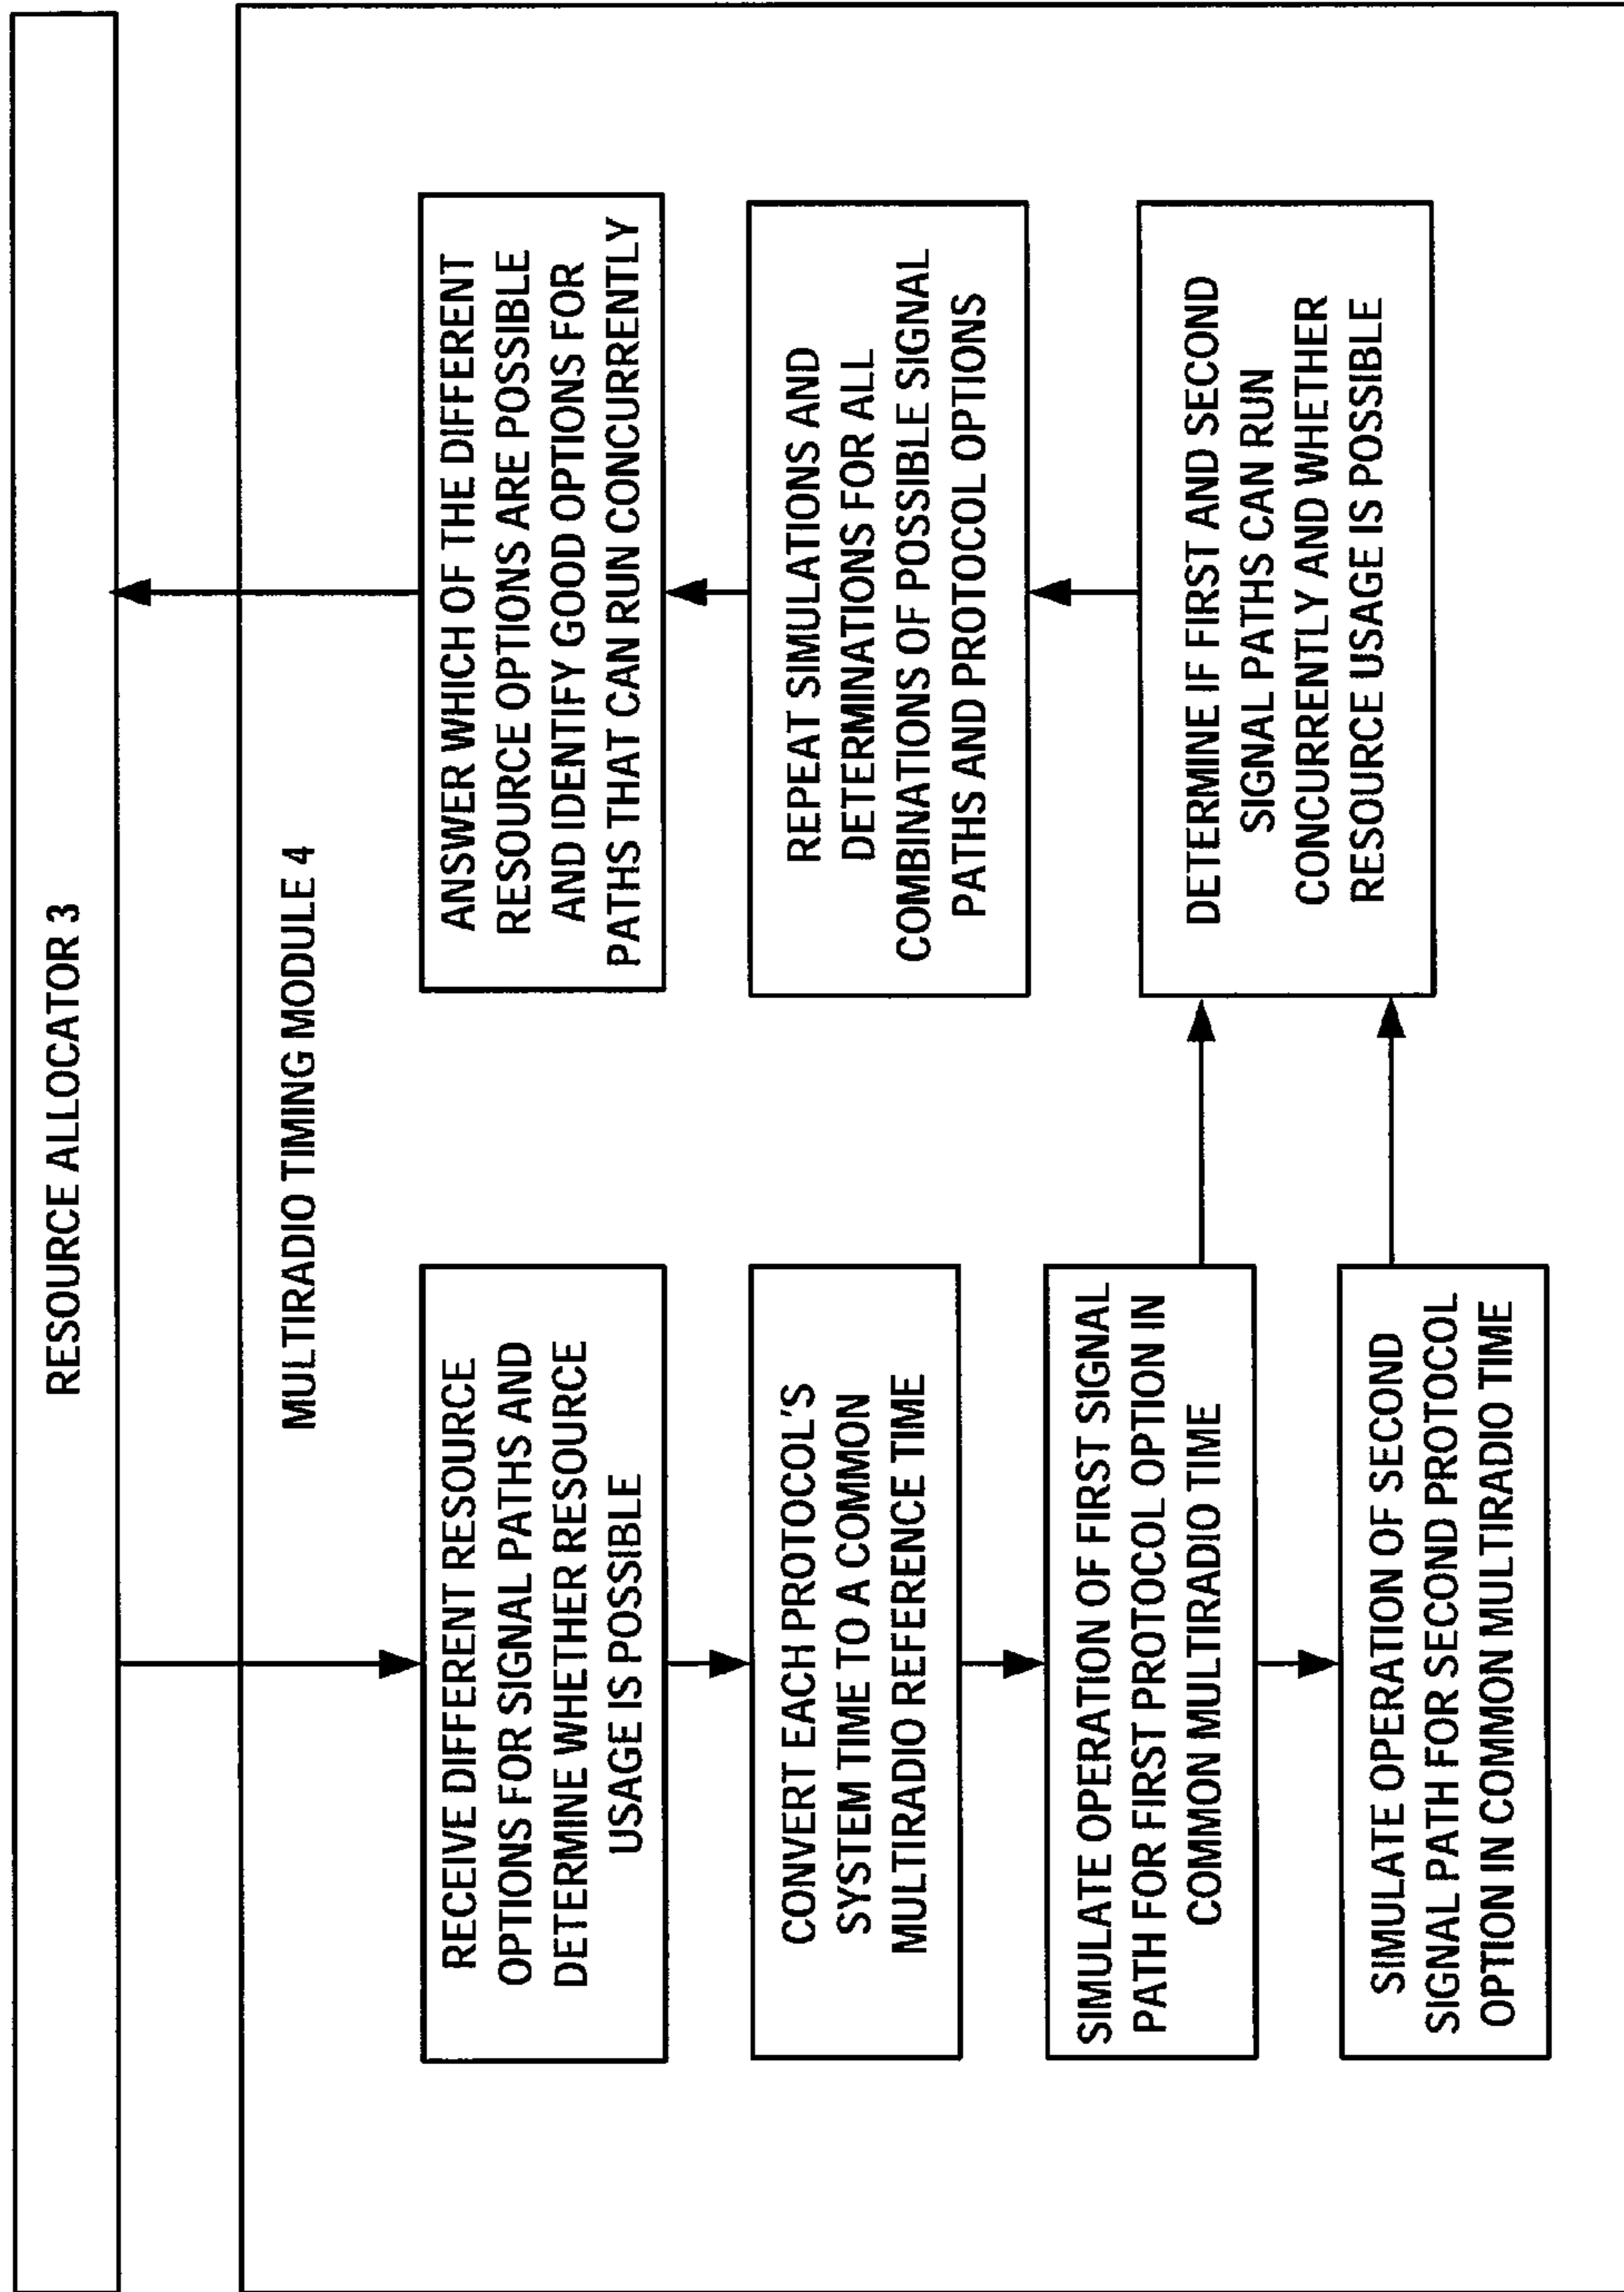 RESOURCE ALLOCATOR 3
MULTIRADIO TIMING MODULE 4
RECEIVE DIFFERENT RESOURCE
OPTIONS FOR SIGNAL PATHS AND
DETERMINE WHETHER RESOURCE
USAGE IS POSSIBLE
CONVERT EACH PROTOCOL'S
SYSTEM TIME TO A COMMON
MULTIRADIO REFERENCE TIME
SIMULATE OPERATION OF FIRST SIGNAL
PATH FOR FIRST PROTOCOL OPTION IN
COMMON MULTIRADIO TIME
SIMULATE OPERATION OF SECOND
SIGNAL PATH FOR SECOND PROTOCOL
OPTION IN COMMON MULTIRADIO TIME
DETERMINE IF FIRST AND SECOND
SIGNAL PATHS CAN RUN
CONCURRENTLY AND WHETHER
RESOURCE USAGE IS POSSIBLE
REPEAT SIMULATIONS AND
DETERMINATIONS FOR ALL
COMBINATIONS OF POSSIBLE SIGNAL
PATHS AND PROTOCOL OPTIONS
ANSWER WHICH OF THE DIFFERENT
RESOURCE OPTIONS ARE POSSIBLE
AND IDENTIFY GOOD OPTIONS FOR
PATHS THAT CAN RUN CONCURRENTLY